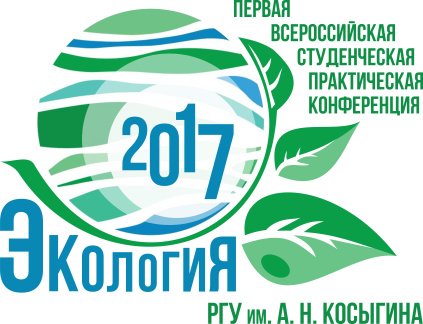 ПЕРВАЯ
ВСЕРОССИЙСКАЯ
СТУДЕНЧЕСКАЯ
ПРАКТИЧЕСКАЯ
КОНФЕРЕНЦИЯ
2017
ЭКОЛОГИЯ
РГУ ИМ. А. Н. КОСЫГИНА